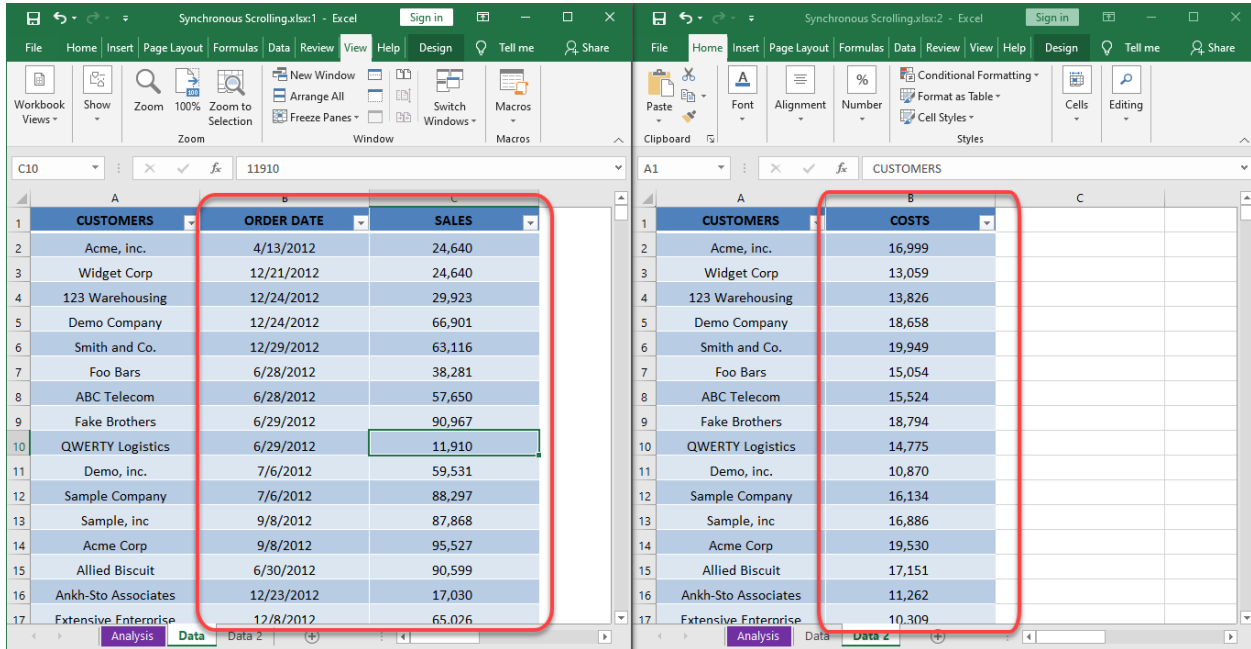 Synchronous Scrolling.xlsx:1 - Excel
Sign in
File Home Insert Page Layout Formulas Data Review View Help Design Tell me Share
Workbook Views
Show
Zoom
100%
Zoom to Selection
Zoom
New Window
Arrange All
Freeze Panes
Switch Windows
Window
Macros
Macros
C10 fx 11910
A B C
1 CUSTOMERS ORDER DATE SALES
2 Acme, inc. 4/13/2012 24,640
3 Widget Corp 12/21/2012 24,640
4 123 Warehousing 12/24/2012 29,923
5 Demo Company 12/24/2012 66,901
6 Smith and Co. 12/29/2012 63,116
7 Foo Bars 6/28/2012 38,281
8 ABC Telecom 6/28/2012 57,650
9 Fake Brothers 6/29/2012 90,967
10 QWERTY Logistics 6/29/2012 11,910
11 Demo, inc. 7/6/2012 59,531
12 Sample Company 7/6/2012 88,297
13 Sample, inc 9/8/2012 87,868
14 Acme Corp 9/8/2012 95,527
15 Allied Biscuit 6/30/2012 90,599
16 Ankh-Sto Associates 12/23/2012 17,030
17 Extensive Enterprise 12/8/2012 65,026
Analysis Data Data 2
Synchronous Scrolling.xlsx:2 - Excel
Sign in
File Home Insert Page Layout Formulas Data Review View Help Design Tell me Share
Paste
Clipboard
Font
Alignment
Number
Conditional Formatting
Format as Table
Cell Styles
Styles
Cells
Editing
A1 fx CUSTOMERS
A B C
1 CUSTOMERS COSTS
2 Acme, inc. 16,999
3 Widget Corp 13,059
4 123 Warehousing 13,826
5 Demo Company 18,658
6 Smith and Co. 19,949
7 Foo Bars 15,054
8 ABC Telecom 15,524
9 Fake Brothers 18,794
10 QWERTY Logistics 14,775
11 Demo, inc. 10,870
12 Sample Company 16,134
13 Sample, inc 16,886
14 Acme Corp 19,530
15 Allied Biscuit 17,151
16 Ankh-Sto Associates 11,262
17 Extensive Enterprise 10,309
Analysis Data Data 2